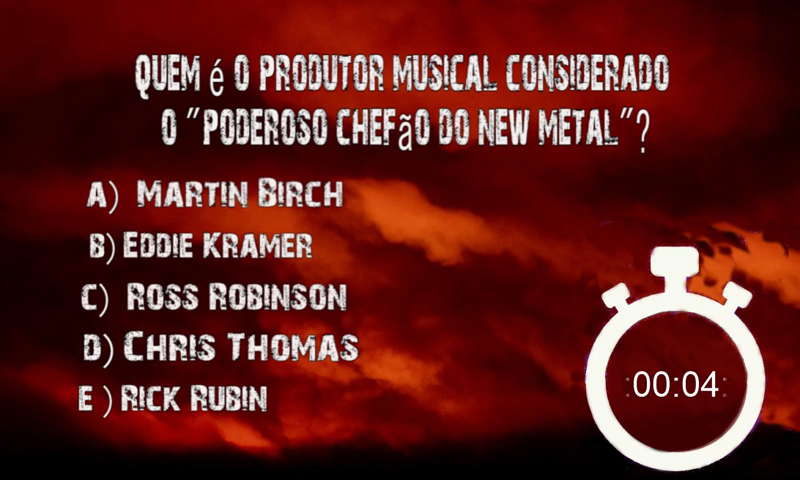 QUEM é O PRODUTOR MUSICAL CONSIDERADO
O "PODEROSO CHEFãO DO NEW METAL"?
A) MARTIN BIRCH
B) EDDIE KRAMER
C) ROSS ROBINSON
D) CHRIS THOMAS
E ) RICK RUBIN
:00:04: